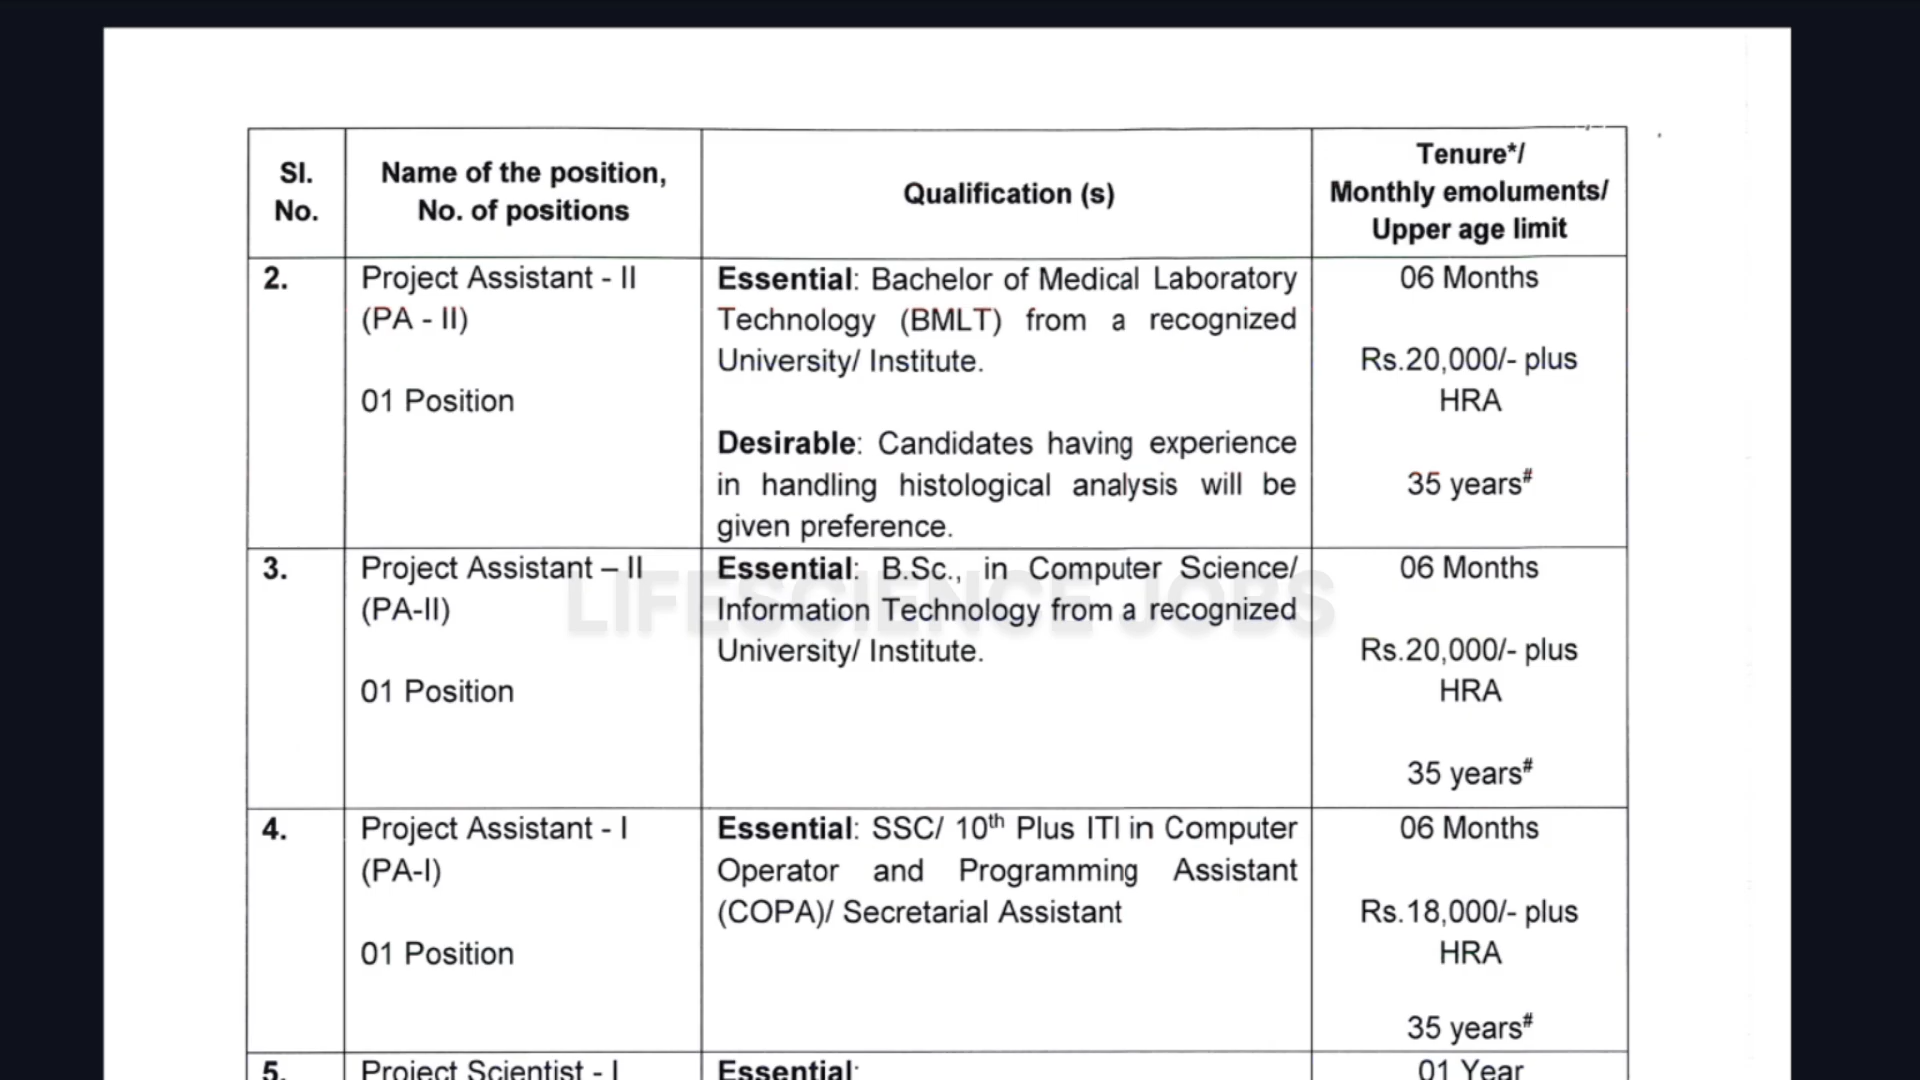 Sl.
No.
Name of the position,
No. of positions
Qualification (s)
Tenure*/
Monthly emoluments/
Upper age limit
2.
Project Assistant - II
(PA - II)
01 Position
Essential: Bachelor of Medical Laboratory
Technology (BMLT) from a recognized
University/ Institute.
Desirable: Candidates having experience
in handling histological analysis will be
given preference.
06 Months
Rs.20,000/- plus
HRA
35 years#
3.
Project Assistant – II
(PA-II)
01 Position
Essential: B.Sc., in Computer Science/
Information Technology from a recognized
University/ Institute.
06 Months
Rs.20,000/- plus
HRA
35 years#
LIFESCIENCE JOBS
4.
Project Assistant - I
(PA-I)
01 Position
Essential: SSC/ 10th Plus ITI in Computer
Operator and Programming Assistant
(COPA)/ Secretarial Assistant
06 Months
Rs.18,000/- plus
HRA
35 years#
5.
Project Scientist - I
Essential:
01 Year